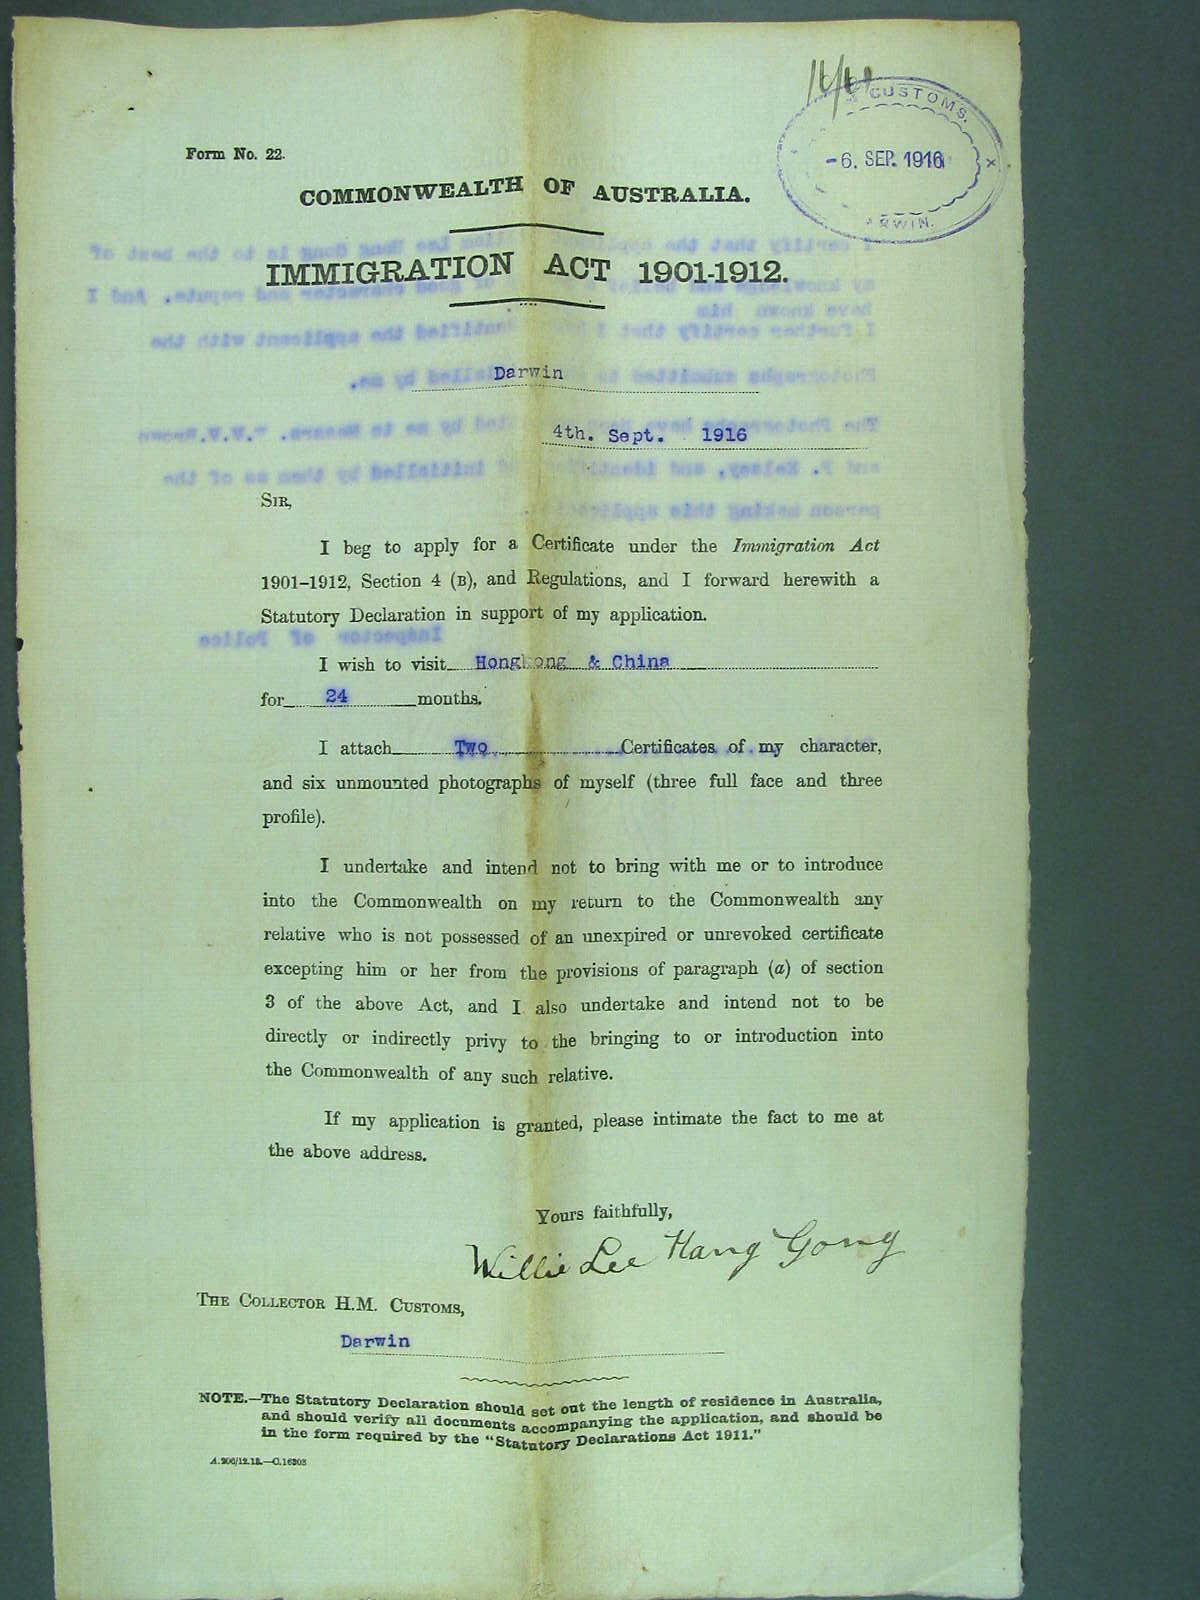 CUSTOMS.
-6. SEP. 1916
Form No. 22.
COMMONWEALTH OF AUSTRALIA.
IMMIGRATION ACT 1901-1912.
Darwin
4th. Sept. 1916
SIR,
I beg to apply for a Certificate under the Immigration Act
1901-1912, Section 4 (B), and Regulations, and I forward herewith a
Statutory Declaration in support of my application.
I wish to visit Hongkong & China
for 24 months.
I attach Two Certificates of my character,
and six unmounted photographs of myself (three full face and three
profile).
I undertake and intend not to bring with me or to introduce
into the Commonwealth on my return to the Commonwealth any
relative who is not possessed of an unexpired or unrevoked certificate
excepting him or her from the provisions of paragraph (a) of section
3 of the above Act, and I also undertake and intend not to be
directly or indirectly privy to the bringing to or introduction into
the Commonwealth of any such relative.
If my application is granted, please intimate the fact to me at
the above address.
Yours faithfully,
Willie Lee Hang Gong
THE COLLECTOR H.M. CUSTOMS,
Darwin
NOTE.—The Statutory Declaration should set out the length of residence in Australia,
and should verify all documents accompanying the application, and should be
in the form required by the "Statutory Declarations Act 1911."